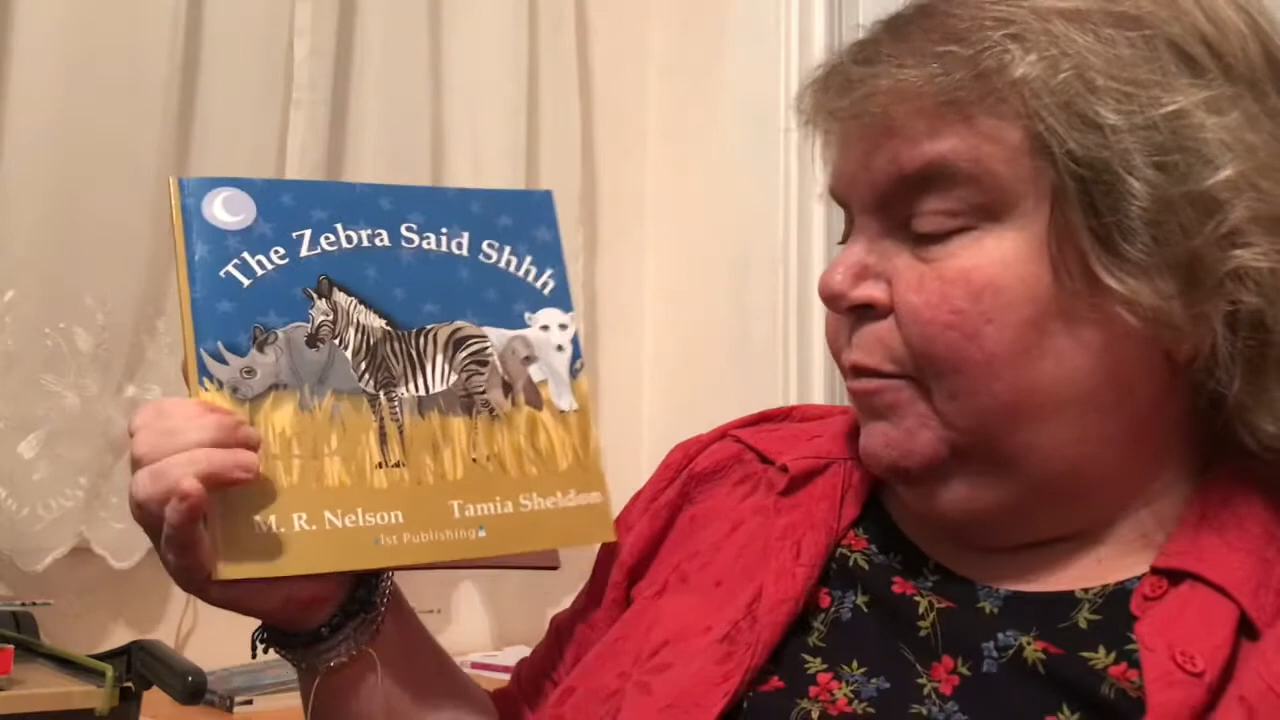 The Zebra Said Shhh
M. R. Nelson
Tamia Sheldon
1st Publishing